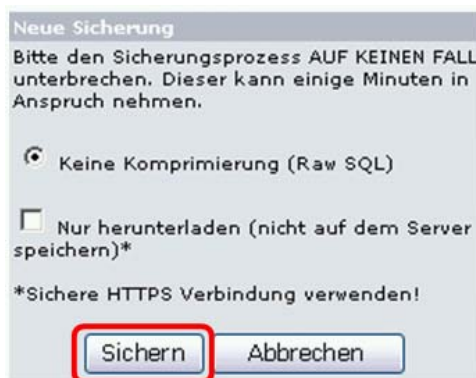 Neue Sicherung
Bitte den Sicherungsprozess AUF KEINEN FALL
unterbrechen. Dieser kann einige Minuten in
Anspruch nehmen.
Keine Komprimierung (Raw SQL)
Nur herunterladen (nicht auf dem Server
speichern)*
*Sichere HTTPS Verbindung verwenden!
Sichern Abbrechen